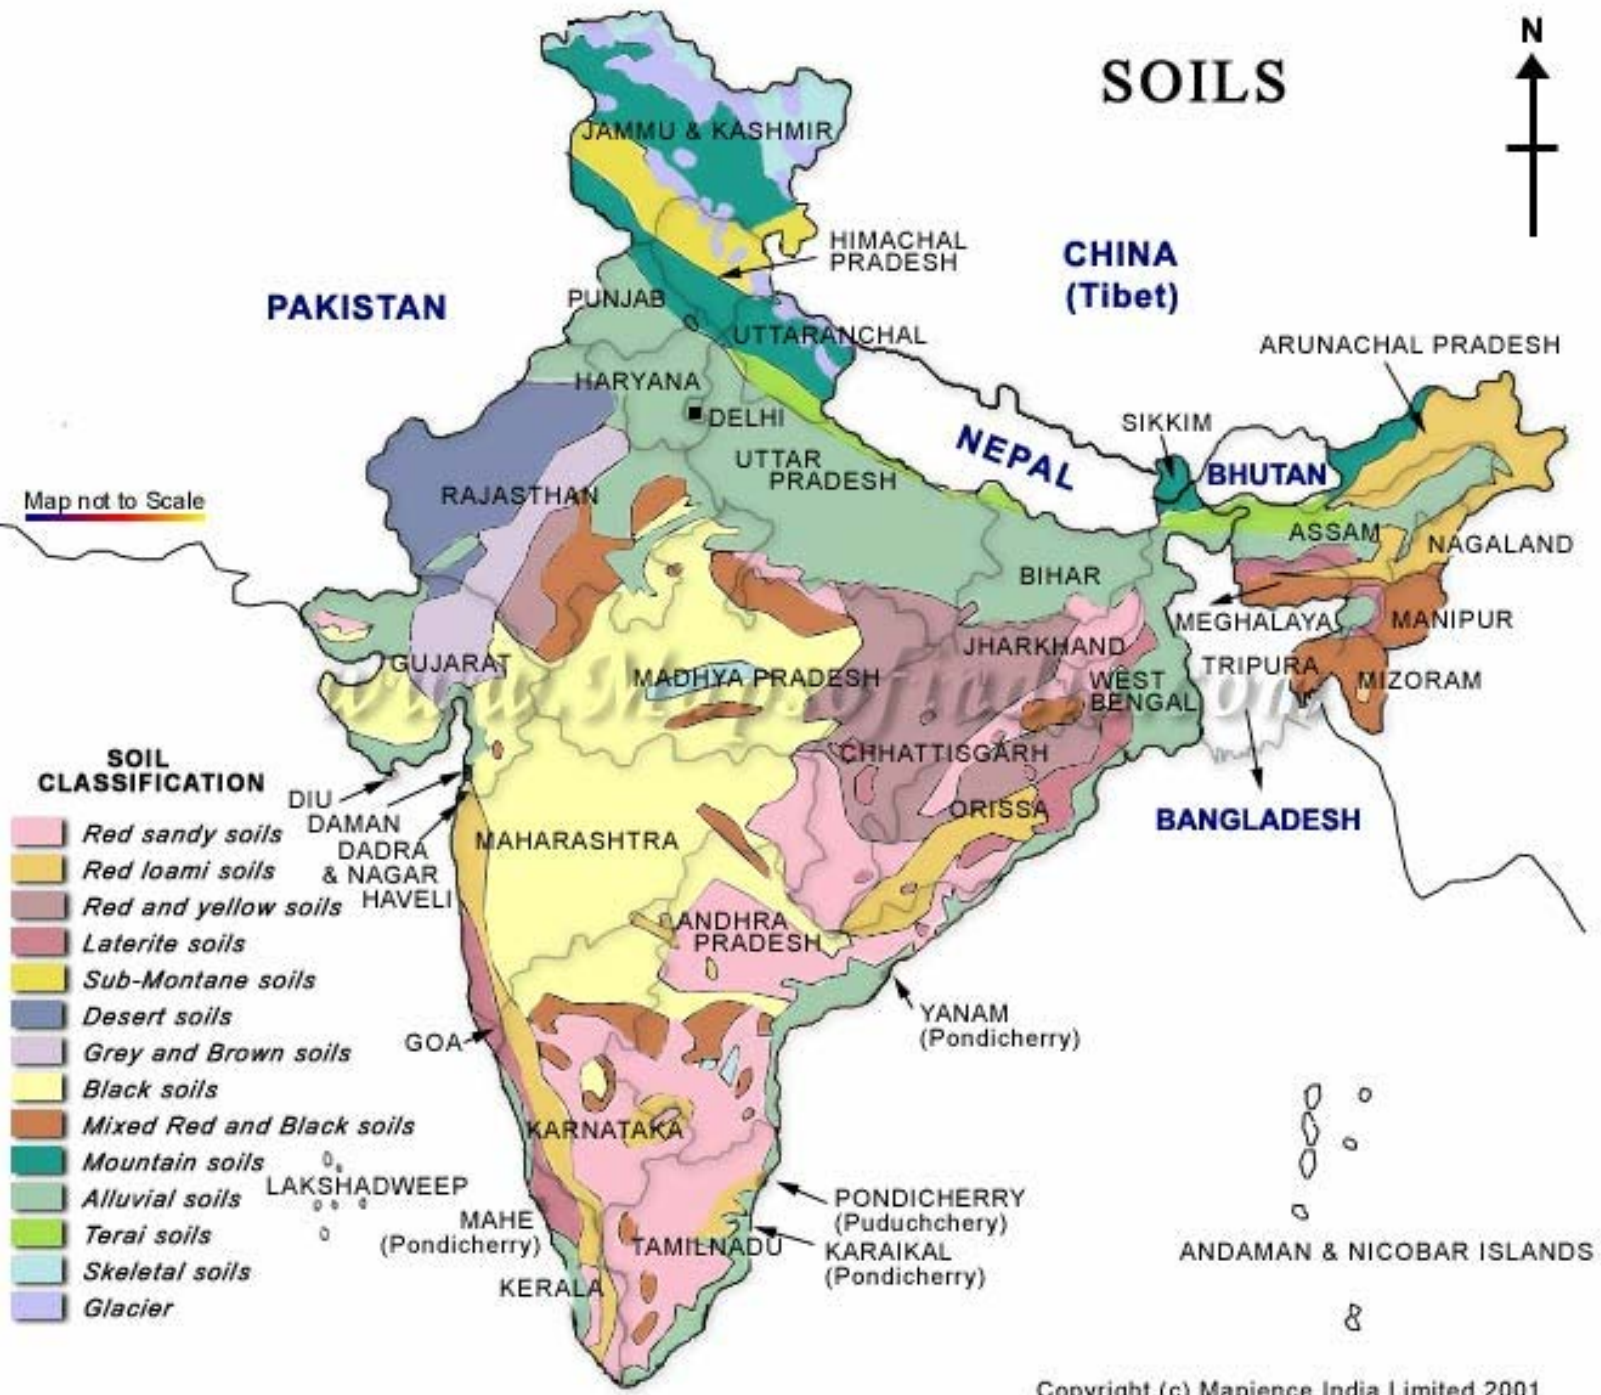 SOILS
N
JAMMU & KASHMIR
HIMACHAL
PRADESH
CHINA
(Tibet)
PAKISTAN
PUNJAB
UTTARANCHAL
ARUNACHAL PRADESH
HARYANA
DELHI
SIKKIM
NEPAL
BHUTAN
UTTAR
PRADESH
RAJASTHAN
Map not to Scale
ASSAM
NAGALAND
BIHAR
MEGHALAYA
MANIPUR
JHARKHAND
GUJARAT
MADHYA PRADESH
WEST
BENGAL
TRIPURA
MIZORAM
www.Mapsofindia.com
CHHATTISGARH
ORISSA
BANGLADESH
DIU
DAMAN
DADRA
& NAGAR
HAVELI
MAHARASHTRA
ANDHRA
PRADESH
YANAM
(Pondicherry)
GOA
KARNATAKA
LAKSHADWEEP
MAHE
(Pondicherry)
PONDICHERRY
(Puduchchery)
KARAIKAL
(Pondicherry)
TAMILNADU
KERALA
ANDAMAN & NICOBAR ISLANDS
SOIL
CLASSIFICATION
Red sandy soils
Red loami soils
Red and yellow soils
Laterite soils
Sub-Montane soils
Desert soils
Grey and Brown soils
Black soils
Mixed Red and Black soils
Mountain soils
Alluvial soils
Terai soils
Skeletal soils
Glacier
Copyright (c) Mapience India Limited 2001